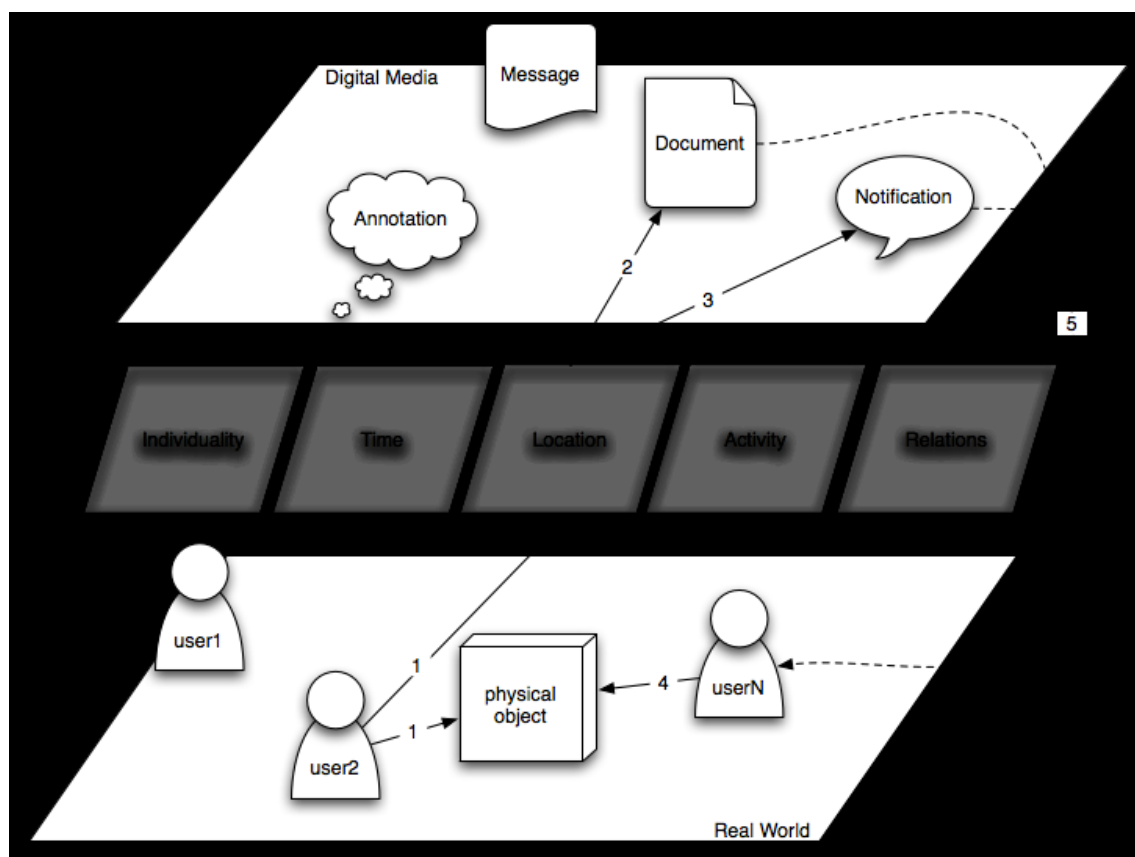 Message
Digital Media
Document
Notification
Annotation
2
3
5
Individuality
Time
Location
Activity
Relations
user1
1
4
userN
physical
object
1
user2
Real World